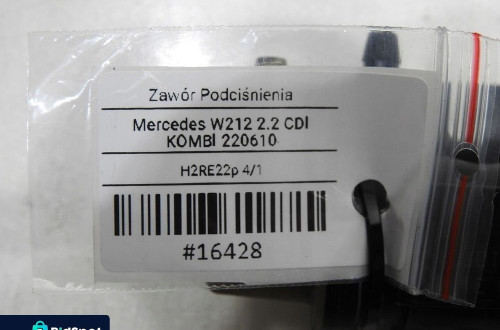 Zawór Podciśnienia
Mercedes W212 2.2 CDI
KOMBI 220610
H2RE22p 4/1
#16428